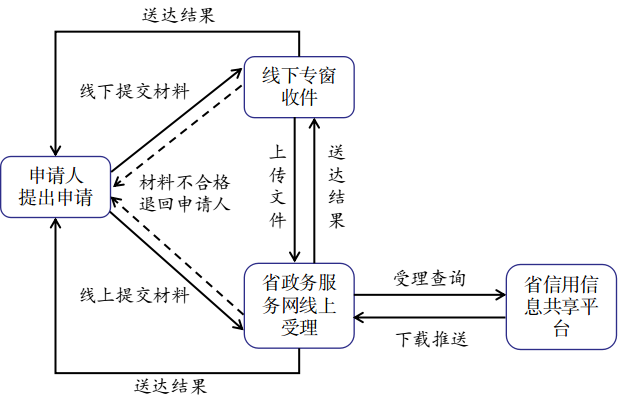 送达结果
线下专窗
收件
线下提交材料
申请人
提出申请
材料不合格
退回申请人
上传文件
送达结果
线上提交材料
省政务服
务网线上
受理
受理查询
下载推送
省信用信
息共享平
台
送达结果